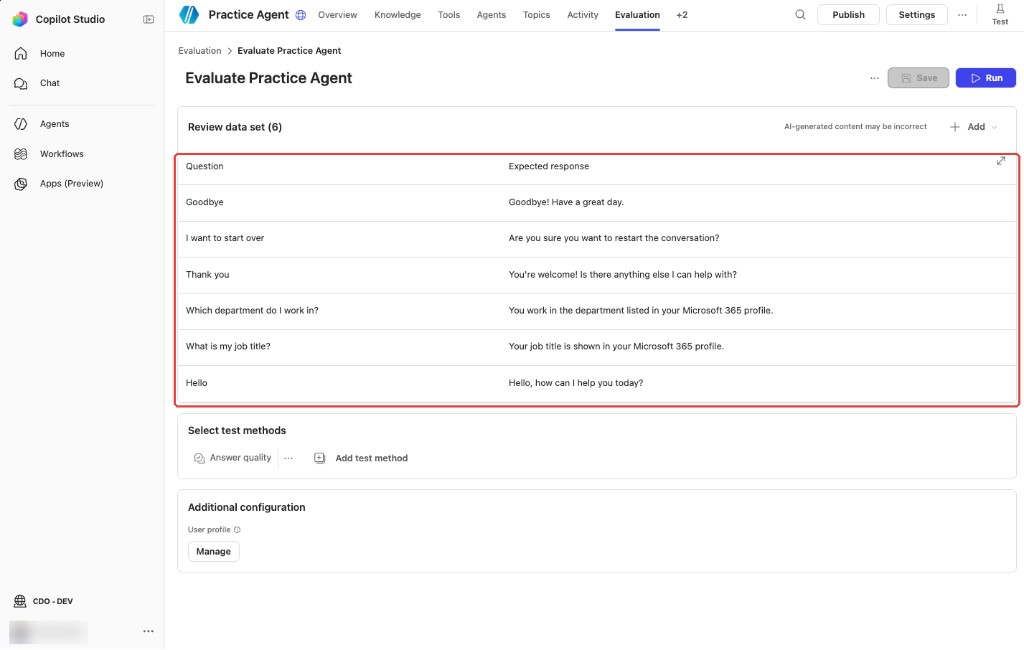 Copilot Studio
Home
Chat
Agents
Workflows
Apps (Preview)
CDO - DEV
Practice Agent Overview Knowledge Tools Agents Topics Activity Evaluation +2 Publish Settings ... Test
Evaluation > Evaluate Practice Agent
Evaluate Practice Agent ... Save Run
Review data set (6) AI-generated content may be incorrect + Add
Question Expected response
Goodbye Goodbye! Have a great day.
I want to start over Are you sure you want to restart the conversation?
Thank you You're welcome! Is there anything else I can help with?
Which department do I work in? You work in the department listed in your Microsoft 365 profile.
What is my job title? Your job title is shown in your Microsoft 365 profile.
Hello Hello, how can I help you today?
Select test methods
Answer quality ... Add test method
Additional configuration
User profile
Manage